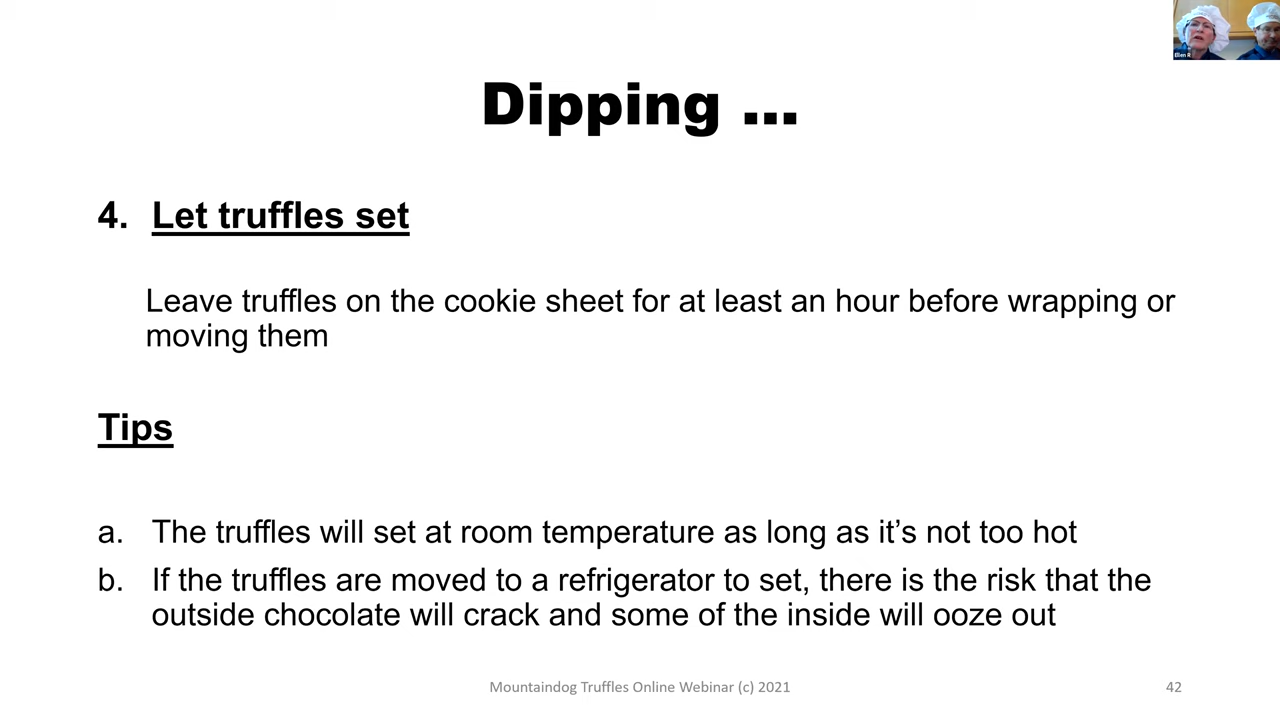 Ellen R
Dipping ...
4. Let truffles set
Leave truffles on the cookie sheet for at least an hour before wrapping or
moving them
Tips
a. The truffles will set at room temperature as long as it’s not too hot
b. If the truffles are moved to a refrigerator to set, there is the risk that the
outside chocolate will crack and some of the inside will ooze out
Mountaindog Truffles Online Webinar (c) 2021
42